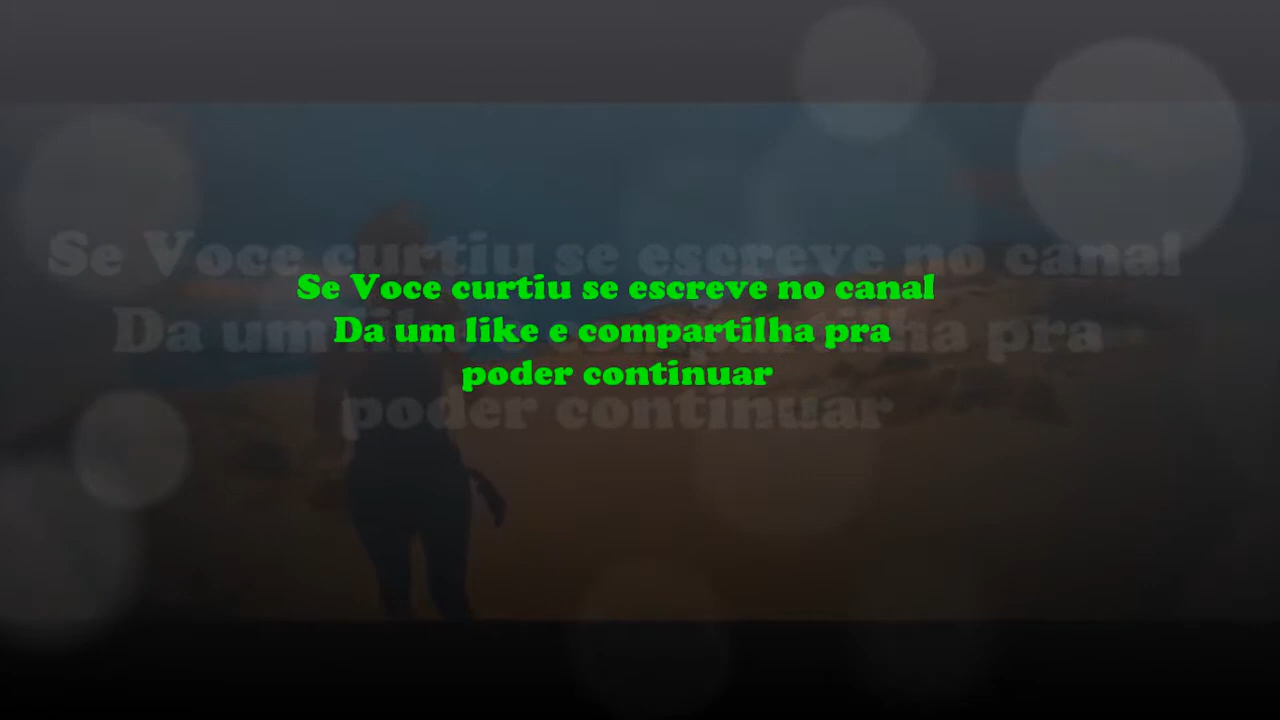 Se Voce curtiu se escreve no canal
Da um like e compartilha pra
poder continuar